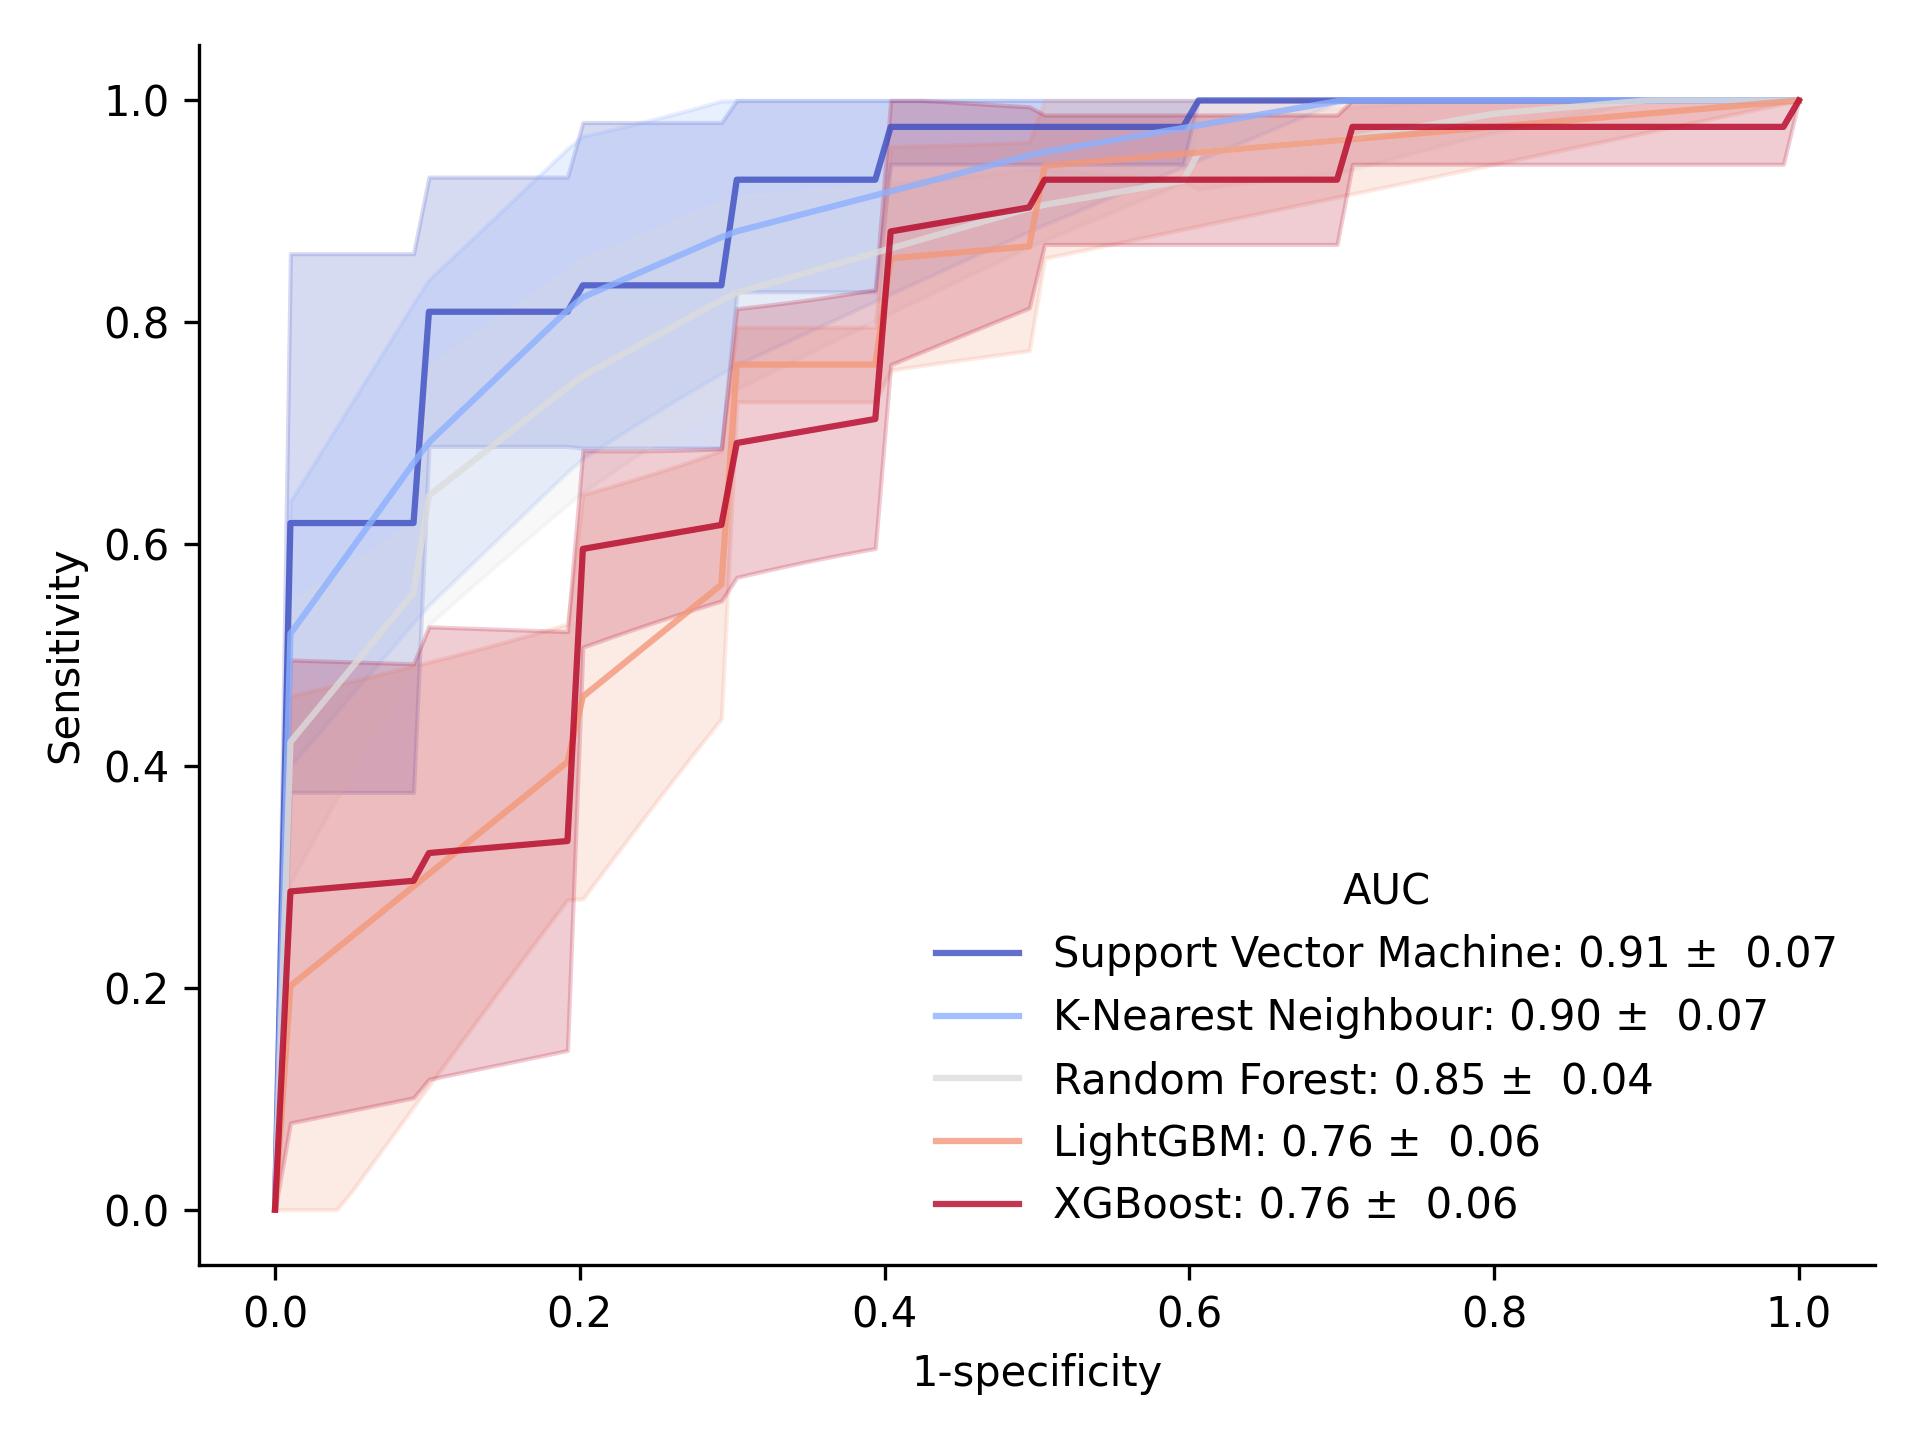 1.0
0.8
0.6
0.4
0.2
0.0
Sensitivity
0.0 0.2 0.4 0.6 0.8 1.0
1-specificity
AUC
Support Vector Machine: 0.91 ± 0.07
K-Nearest Neighbour: 0.90 ± 0.07
Random Forest: 0.85 ± 0.04
LightGBM: 0.76 ± 0.06
XGBoost: 0.76 ± 0.06